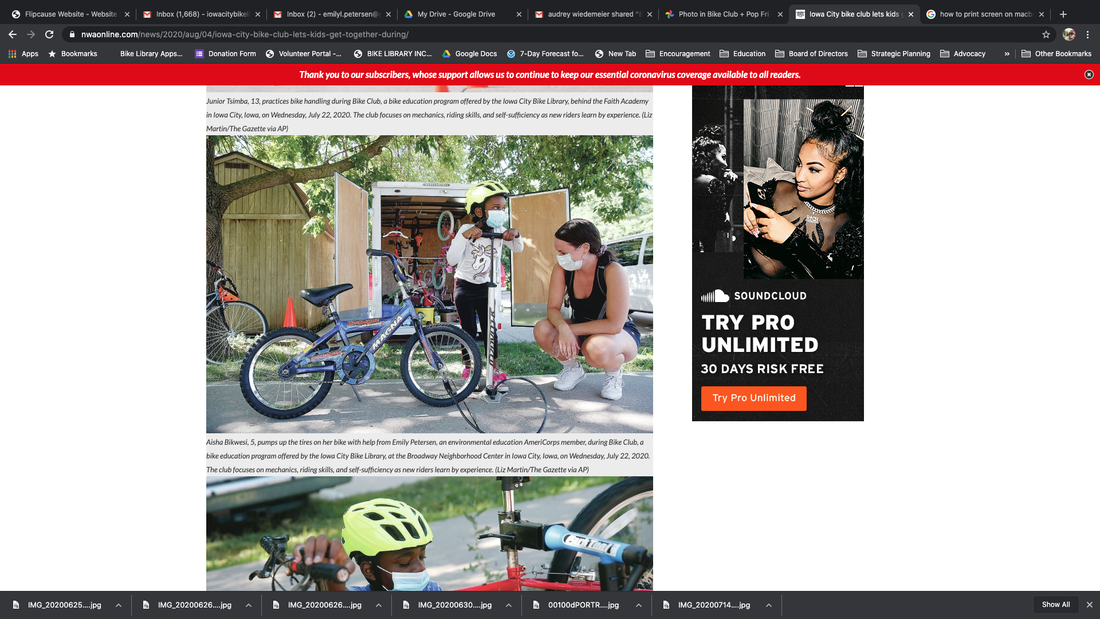 Flipcause Website - Website
Inbox (1,668) - iowacitybikel
Inbox (2) - emilyl.petersen@
My Drive - Google Drive
audrey wiedemeier shared "
Photo in Bike Club + Pop Fri
Iowa City bike club lets kids
how to print screen on macb
nwaonline.com/news/2020/aug/04/iowa-city-bike-club-lets-kids-get-together-during/
Apps
Bookmarks
Bike Library Apps...
Donation Form
Volunteer Portal -...
BIKE LIBRARY INC...
Google Docs
7-Day Forecast fo...
New Tab
Encouragement
Education
Board of Directors
Strategic Planning
Advocacy
»
Other Bookmarks
Thank you to our subscribers, whose support allows us to continue to keep our essential coronavirus coverage available to all readers.
Junior Tsimba, 13, practices bike handling during Bike Club, a bike education program offered by the Iowa City Bike Library, behind the Faith Academy
in Iowa City, Iowa, on Wednesday, July 22, 2020. The club focuses on mechanics, riding skills, and self-sufficiency as new riders learn by experience. (Liz
Martin/The Gazette via AP)
MAGNA
Aisha Bikwesi, 5, pumps up the tires on her bike with help from Emily Petersen, an environmental education AmeriCorps member, during Bike Club, a
bike education program offered by the Iowa City Bike Library, at the Broadway Neighborhood Center in Iowa City, Iowa, on Wednesday, July 22, 2020.
The club focuses on mechanics, riding skills, and self-sufficiency as new riders learn by experience. (Liz Martin/The Gazette via AP)
Park Tool
SOUNDCLOUD
TRY PRO
UNLIMITED
30 DAYS RISK FREE
Try Pro Unlimited
IMG_20200625....jpg
IMG_20200626....jpg
IMG_20200626....jpg
IMG_20200630....jpg
00100dPORTR....jpg
IMG_20200714....jpg
Show All